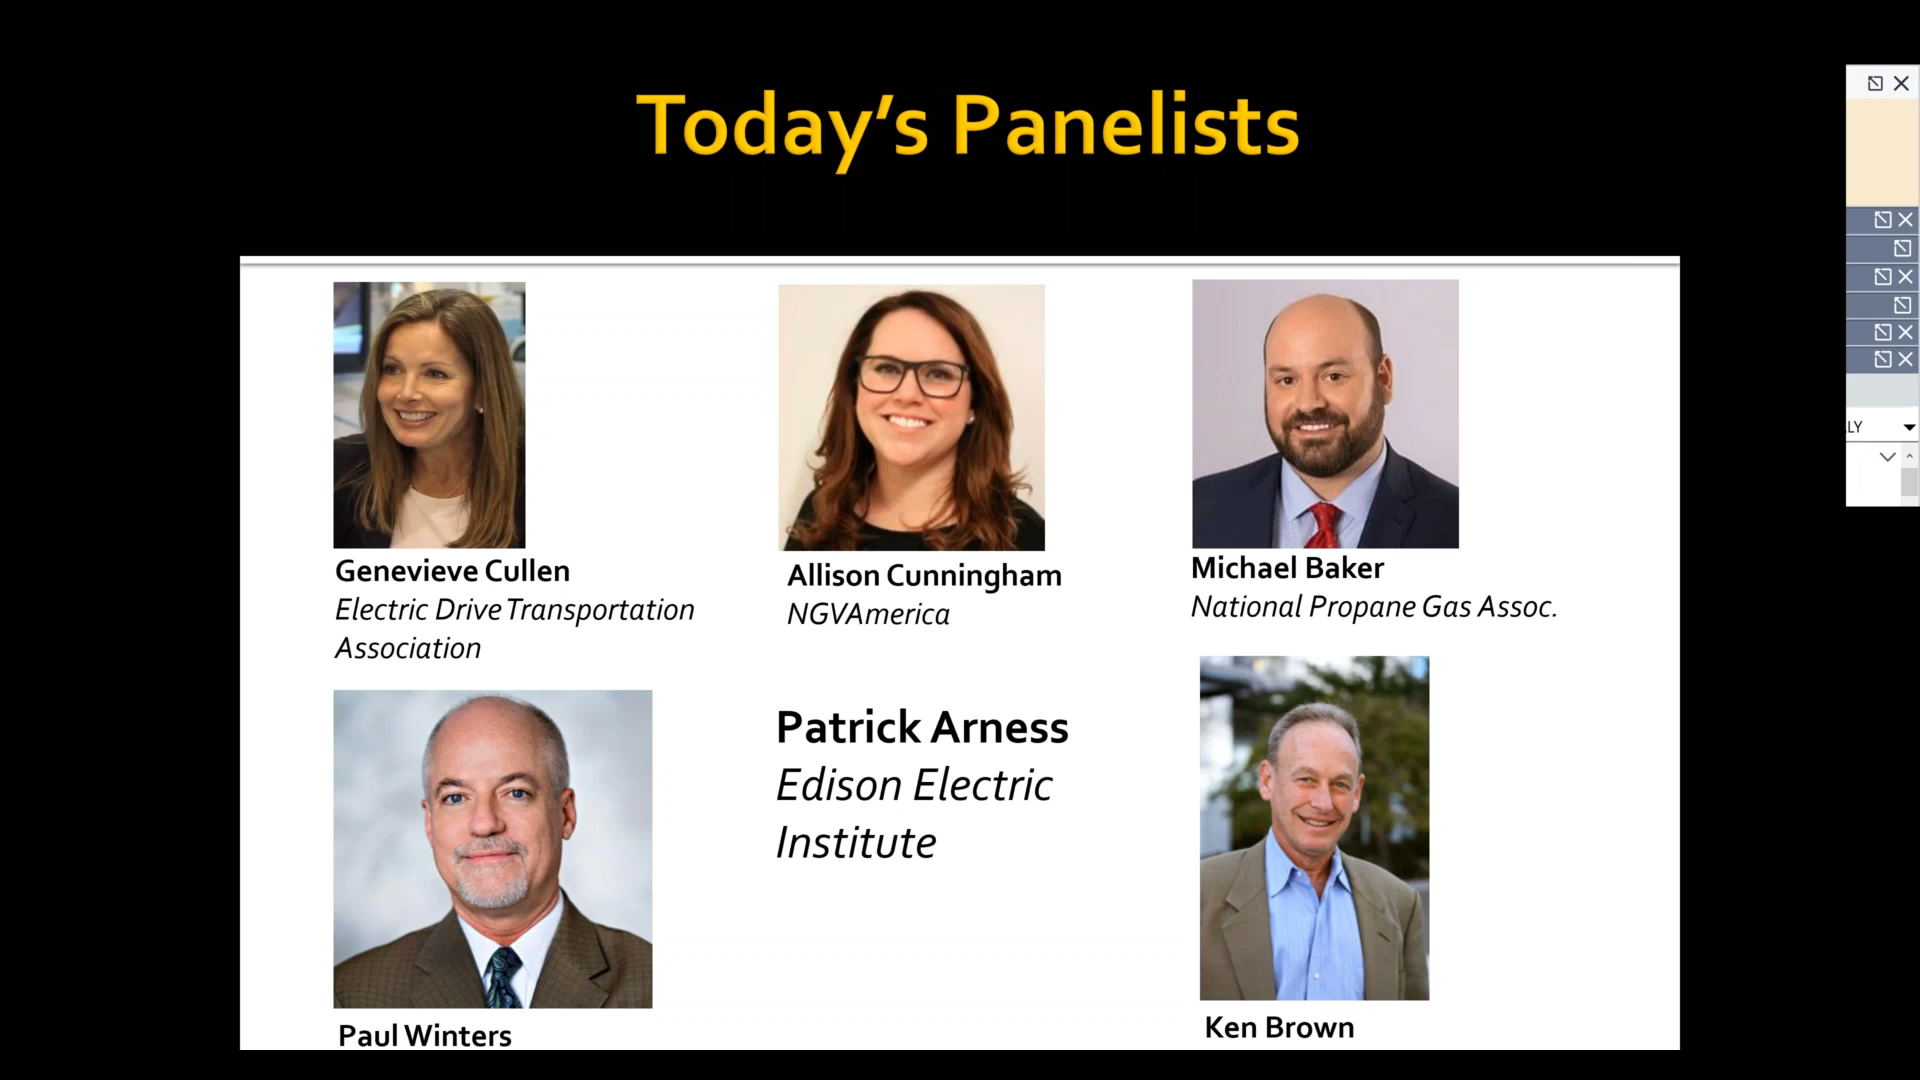 Today’s Panelists
Genevieve Cullen
Electric Drive Transportation
Association
Allison Cunningham
NGVAmerica
Michael Baker
National Propane Gas Assoc.
Paul Winters
Patrick Arness
Edison Electric
Institute
Ken Brown
LY